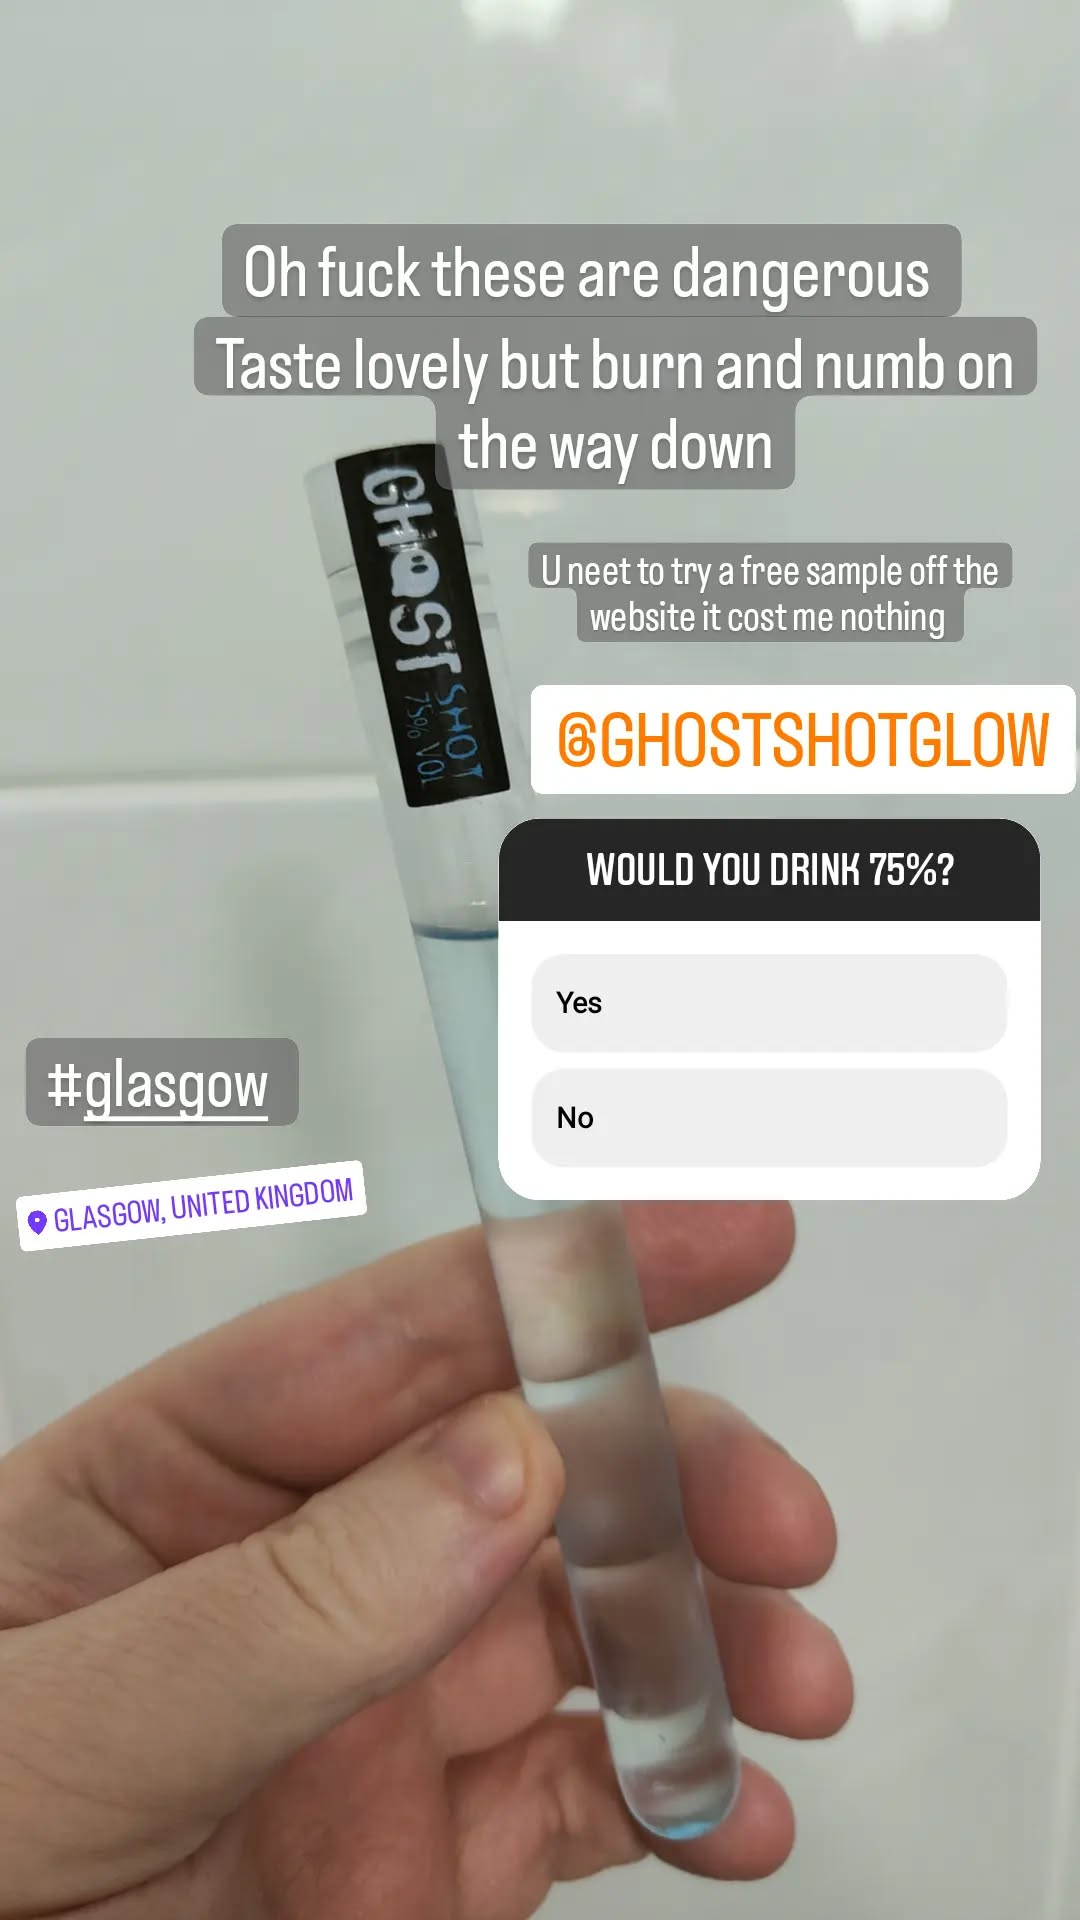 Oh fuck these are dangerous
Taste lovely but burn and numb on
the way down
GHOST
SHOT
75% VOL
U neet to try a free sample off the
website it cost me nothing
@GHOSTSHOTGLOW
WOULD YOU DRINK 75%?
Yes
No
#glasgow
GLASGOW, UNITED KINGDOM